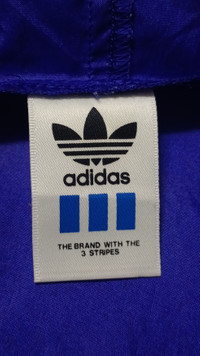 adidas
THE BRAND WITH THE
3 STRIPES